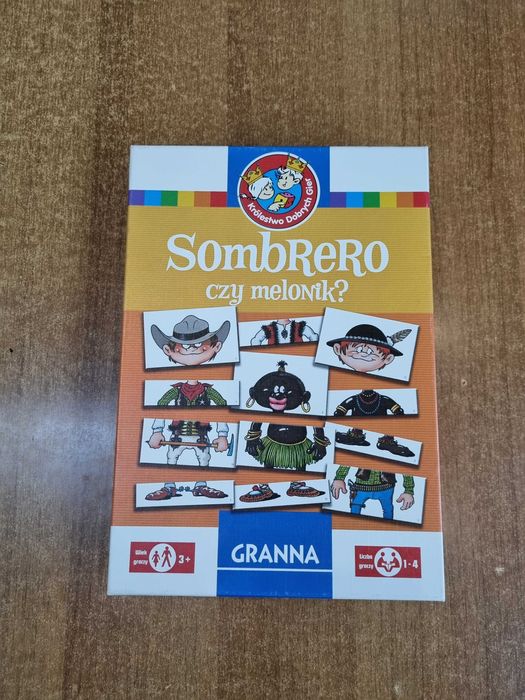 Królestwo Dobrych Gier
SombReRo
czy melonik?
Wiek
graczy
3+
GRANNA
Liczba
graczy
1-4